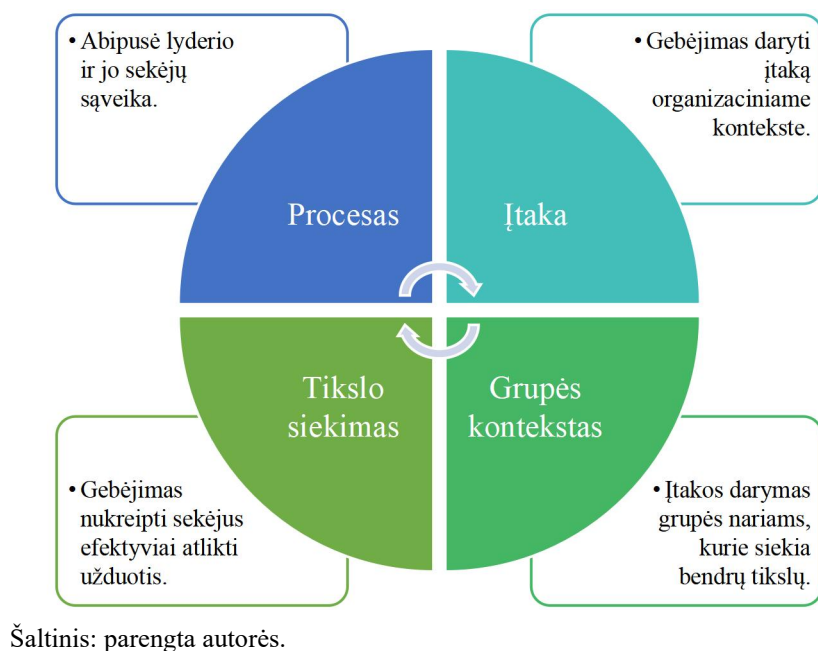 • Abipusė lyderio
ir jo sekėjų
sąveika.
• Gebėjimas daryti
įtaką
organizaciniame
kontekste.
Procesas
Įtaka
Tikslo
siekimas
Grupės
kontekstas
• Gebėjimas
nukreipti sekėjus
efektyviai atlikti
užduotis.
• Įtakos darymas
grupės nariams,
kurie siekia
bendrų tikslų.
Šaltinis: parengta autorės.